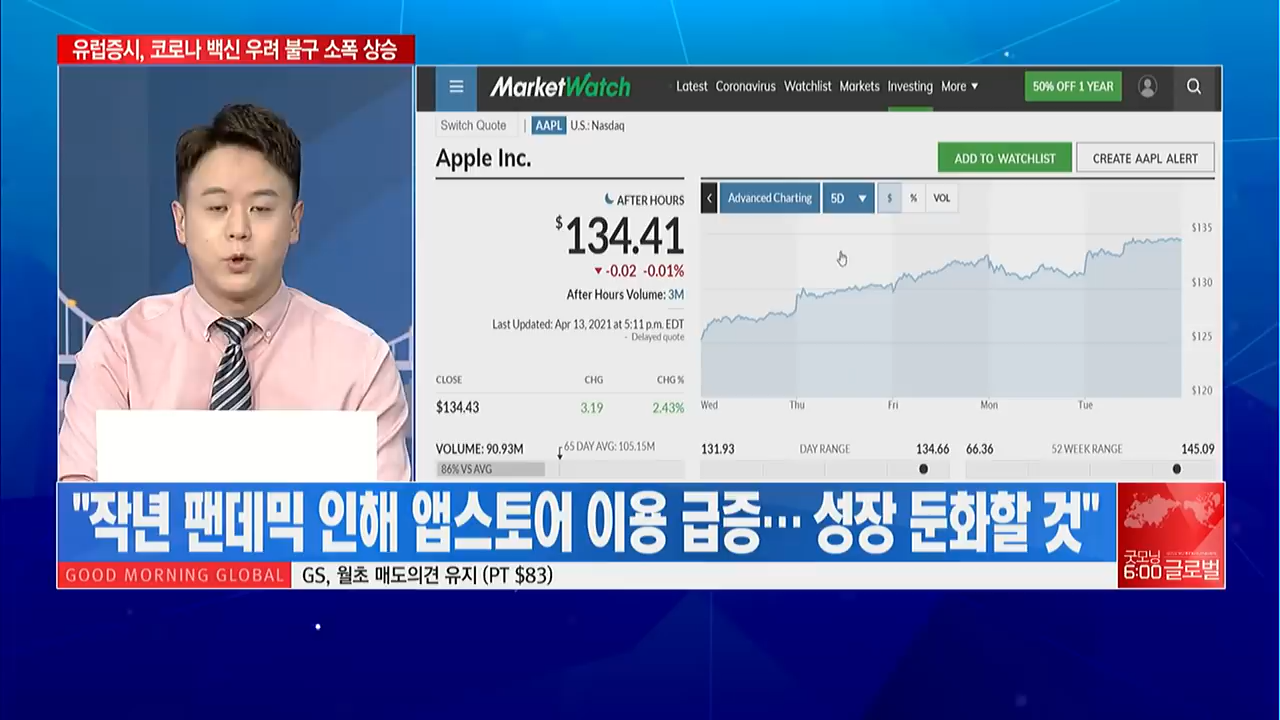 유럽증시, 코로나 백신 우려 불구 소폭 상승
MarketWatch
Latest Coronavirus Watchlist Markets Investing More ▼
50% OFF 1 YEAR
Switch Quote | AAPL U.S.: Nasdaq
Apple Inc.
ADD TO WATCHLIST
CREATE AAPL ALERT
AFTER HOURS
$134.41
▼ -0.02 -0.01%
After Hours Volume: 3M
Last Updated: Apr 13, 2021 at 5:11 p.m. EDT
- Delayed quote
CLOSE CHG CHG %
$134.43 3.19 2.43%
VOLUME: 90.93M
65 DAY AVG: 105.15M
86% VS AVG
Advanced Charting 5D ▼ $ % VOL
$135
$130
$125
$120
Wed Thu Fri Mon Tue
131.93 DAY RANGE 134.66
66.36 52 WEEK RANGE 145.09
"작년 팬데믹 인해 앱스토어 이용 급증… 성장 둔화할 것"
GOOD MORNING GLOBAL
GS, 월초 매도의견 유지 (PT $83)
굿모닝
6:00 글로벌